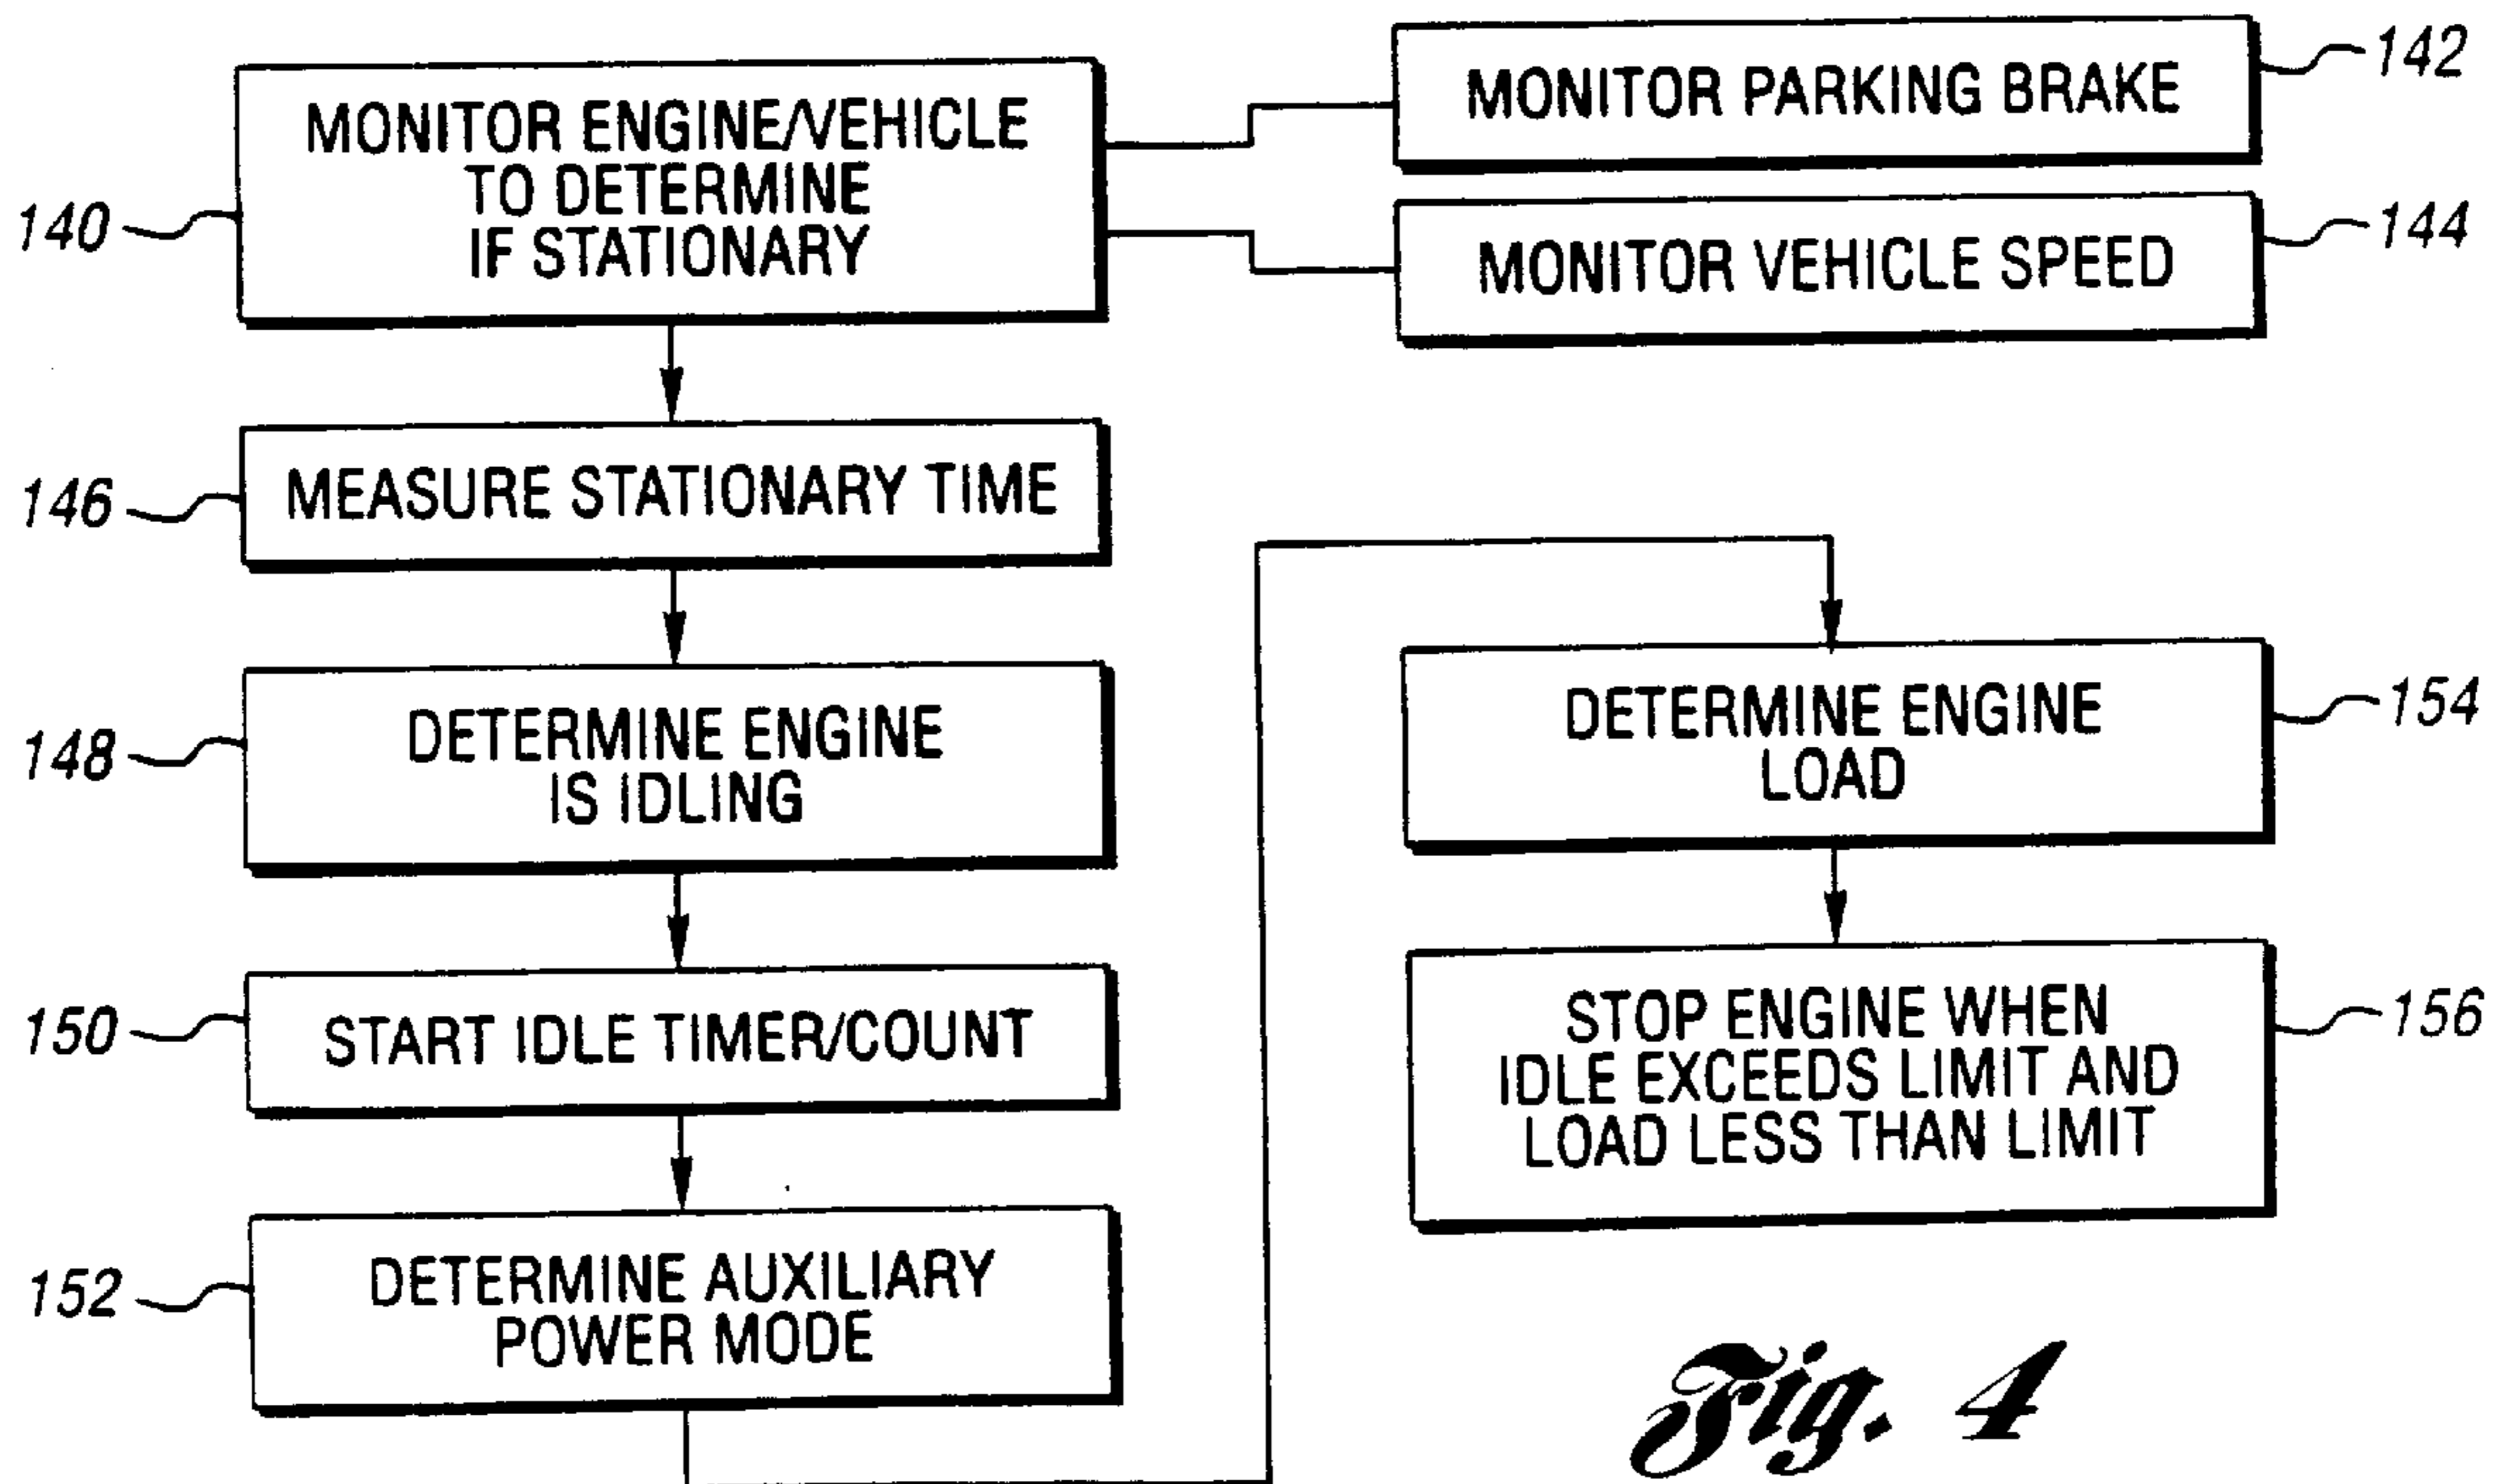 140
MONITOR ENGINE/VEHICLE
TO DETERMINE
IF STATIONARY
MONITOR PARKING BRAKE
142
MONITOR VEHICLE SPEED
144
146
MEASURE STATIONARY TIME
148
DETERMINE ENGINE
IS IDLING
150
START IDLE TIMER/COUNT
152
DETERMINE AUXILIARY
POWER MODE
DETERMINE ENGINE
LOAD
154
STOP ENGINE WHEN
IDLE EXCEEDS LIMIT AND
LOAD LESS THAN LIMIT
156
Fig. 4